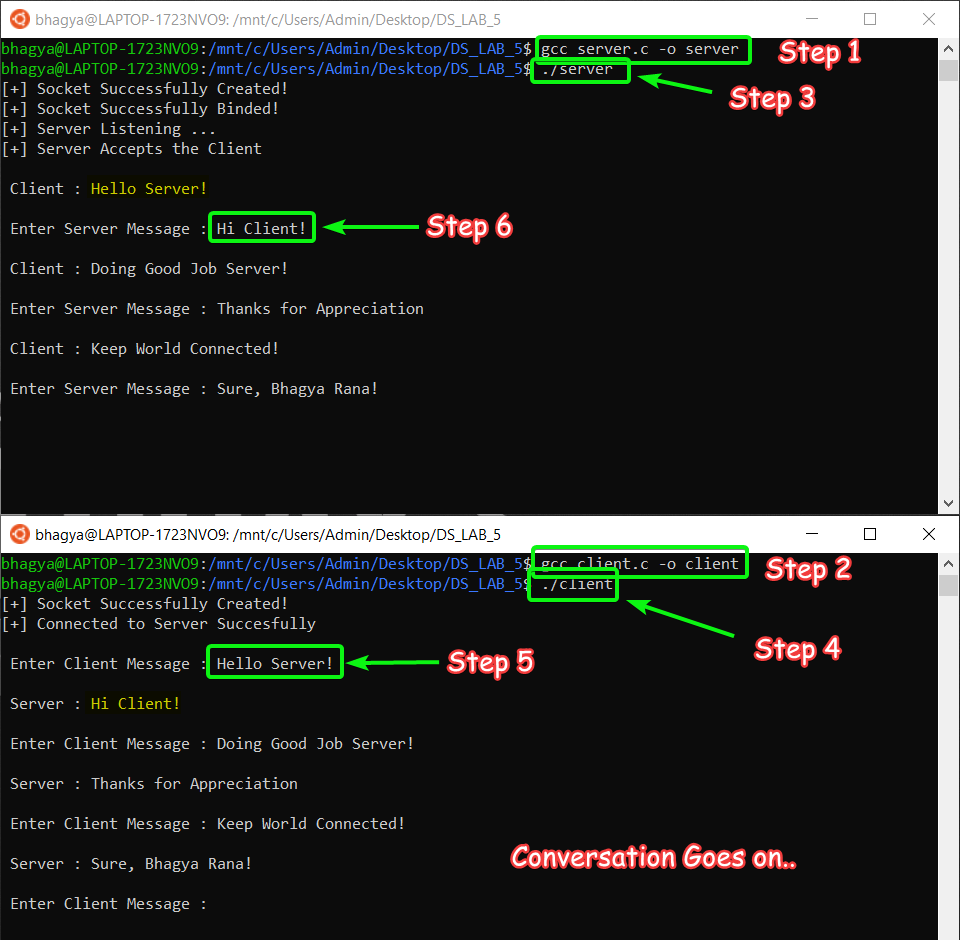 bhagya@LAPTOP-1723NVO9: /mnt/c/Users/Admin/Desktop/DS_LAB_5
bhagya@LAPTOP-1723NVO9:/mnt/c/Users/Admin/Desktop/DS_LAB_5$ gcc server.c -o server Step 1
bhagya@LAPTOP-1723NVO9:/mnt/c/Users/Admin/Desktop/DS_LAB_5$ ./server
[+] Socket Successfully Created! Step 3
[+] Socket Successfully Binded!
[+] Server Listening ...
[+] Server Accepts the Client
Client : Hello Server!
Enter Server Message : Hi Client! Step 6
Client : Doing Good Job Server!
Enter Server Message : Thanks for Appreciation
Client : Keep World Connected!
Enter Server Message : Sure, Bhagya Rana!
bhagya@LAPTOP-1723NVO9: /mnt/c/Users/Admin/Desktop/DS_LAB_5
bhagya@LAPTOP-1723NVO9:/mnt/c/Users/Admin/Desktop/DS_LAB_5$ gcc client.c -o client Step 2
bhagya@LAPTOP-1723NVO9:/mnt/c/Users/Admin/Desktop/DS_LAB_5$ ./client
[+] Socket Successfully Created!
[+] Connected to Server Succesfully
Step 4
Enter Client Message : Hello Server! Step 5
Server : Hi Client!
Enter Client Message : Doing Good Job Server!
Server : Thanks for Appreciation
Enter Client Message : Keep World Connected!
Server : Sure, Bhagya Rana! Conversation Goes on..
Enter Client Message :